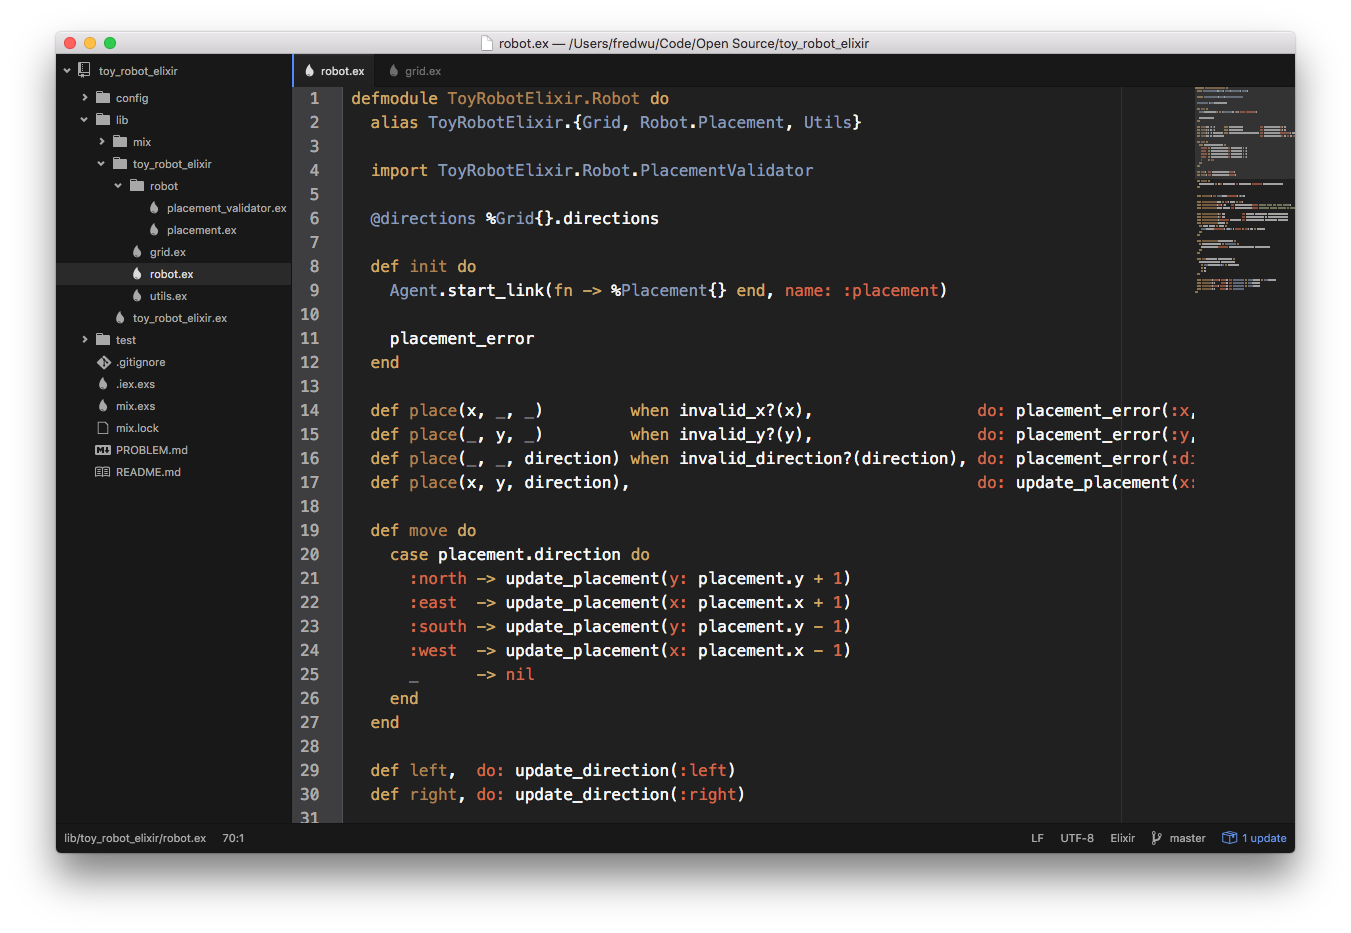 robot.ex — /Users/fredwu/Code/Open Source/toy_robot_elixir
toy_robot_elixir
config
lib
mix
toy_robot_elixir
robot
placement_validator.ex
placement.ex
grid.ex
robot.ex
utils.ex
toy_robot_elixir.ex
test
.gitignore
.iex.exs
mix.exs
mix.lock
PROBLEM.md
README.md
robot.ex grid.ex
1 defmodule ToyRobotElixir.Robot do
2   alias ToyRobotElixir.{Grid, Robot.Placement, Utils}
3
4   import ToyRobotElixir.Robot.PlacementValidator
5
6   @directions %Grid{}.directions
7
8   def init do
9     Agent.start_link(fn -> %Placement{} end, name: :placement)
10
11     placement_error
12   end
13
14   def place(x, _, _)         when invalid_x?(x),                 do: placement_error(:x,
15   def place(_, y, _)         when invalid_y?(y),                 do: placement_error(:y,
16   def place(_, _, direction) when invalid_direction?(direction), do: placement_error(:di
17   def place(x, y, direction),                                    do: update_placement(x:
18
19   def move do
20     case placement.direction do
21       :north -> update_placement(y: placement.y + 1)
22       :east  -> update_placement(x: placement.x + 1)
23       :south -> update_placement(y: placement.y - 1)
24       :west  -> update_placement(x: placement.x - 1)
25       _      -> nil
26     end
27   end
28
29   def left,  do: update_direction(:left)
30   def right, do: update_direction(:right)
31
lib/toy_robot_elixir/robot.ex 70:1 LF UTF-8 Elixir master 1 update